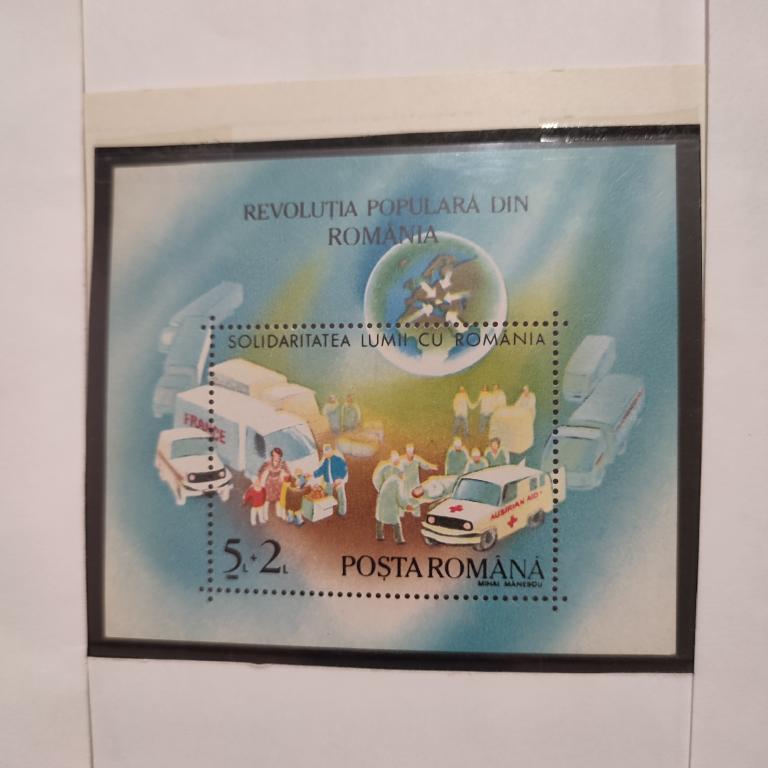 REVOLUȚIA POPULARĂ DIN
ROMÂNIA
SOLIDARITATEA LUMII CU ROMÂNIA
FRANCE
AUSTRIAN AID
5L+2L
POȘTA ROMÂNĂ
MIHAI MĂNESCU